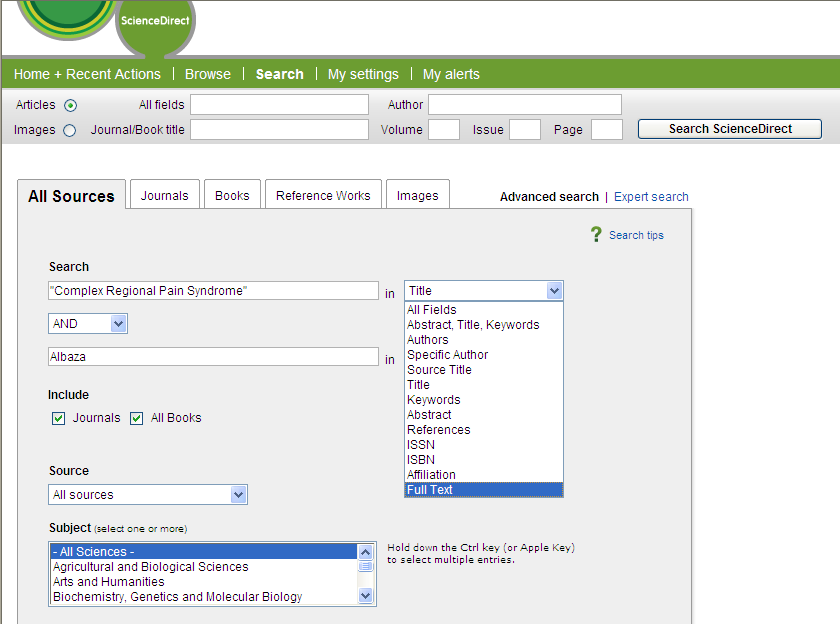 ScienceDirect
Home + Recent Actions | Browse | Search | My settings | My alerts
Articles All fields Author
Images Journal/Book title Volume Issue Page Search ScienceDirect
All Sources Journals Books Reference Works Images Advanced search | Expert search
? Search tips
Search
"Complex Regional Pain Syndrome" in Title
All Fields
Abstract, Title, Keywords
Authors
Specific Author
Source Title
Title
Keywords
Abstract
References
ISSN
ISBN
Affiliation
Full Text
AND
Albaza in
Include
Journals All Books
Source
All sources
Subject (select one or more)
- All Sciences -
Agricultural and Biological Sciences
Arts and Humanities
Biochemistry, Genetics and Molecular Biology
Hold down the Ctrl key (or Apple Key)
to select multiple entries.